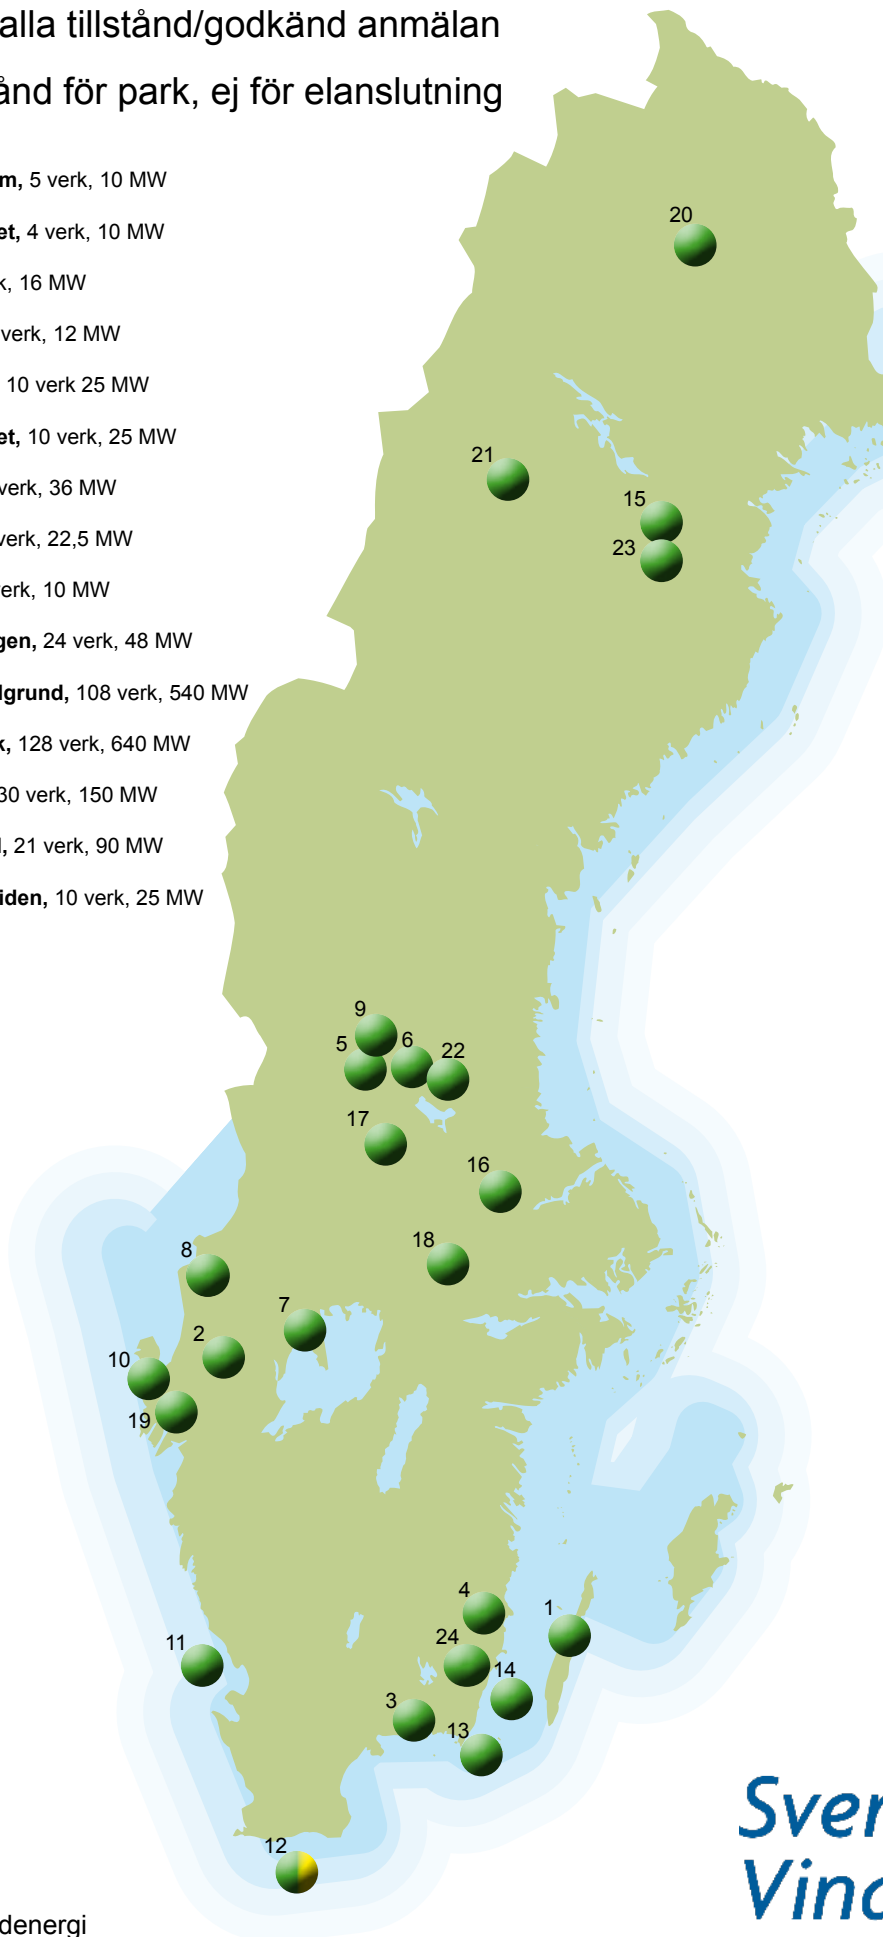 alla tillstånd/godkänd anmälan
ånd för park, ej för elanslutning
m, 5 verk, 10 MW
et, 4 verk, 10 MW
k, 16 MW
verk, 12 MW
10 verk 25 MW
et, 10 verk, 25 MW
verk, 36 MW
verk, 22,5 MW
verk, 10 MW
gen, 24 verk, 48 MW
lgrund, 108 verk, 540 MW
k, 128 verk, 640 MW
30 verk, 150 MW
l, 21 verk, 90 MW
iden, 10 verk, 25 MW
20
21
15
23
9
5
6
22
17
16
18
8
7
2
10
19
4
1
24
11
14
3
13
12
Sver
Vind
denergi